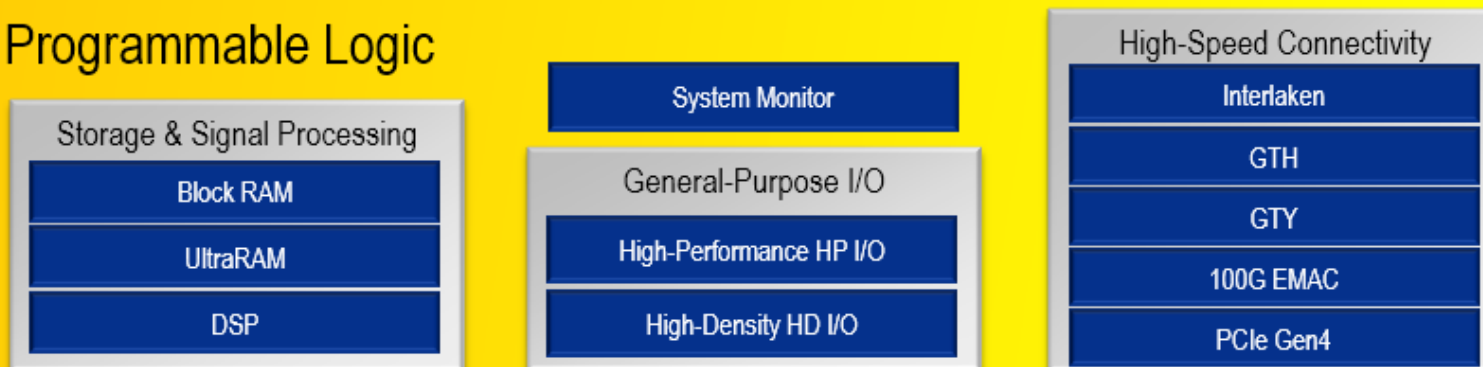 Programmable Logic
Storage & Signal Processing
Block RAM
UltraRAM
DSP
System Monitor
General-Purpose I/O
High-Performance HP I/O
High-Density HD I/O
High-Speed Connectivity
Interlaken
GTH
GTY
100G EMAC
PCIe Gen4